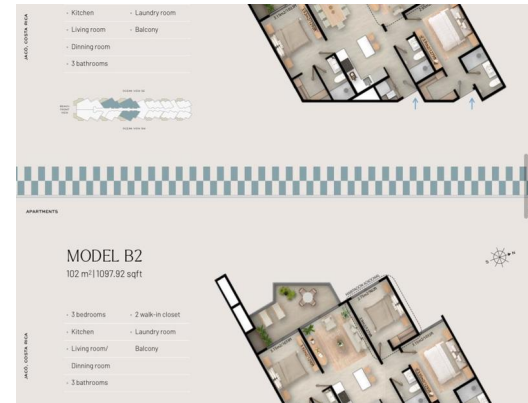 Kitchen
Laundry room
Living room
Balcony
Dinning room
3 bathrooms
JACO, COSTA RICA
APARTMENTS
MODEL B2
102 m² | 1097.92 sqft
3 bedrooms
2 walk-in closet
Kitchen
Laundry room
Living room/
Balcony
Dinning room
3 bathrooms
JACO, COSTA RICA
S
N